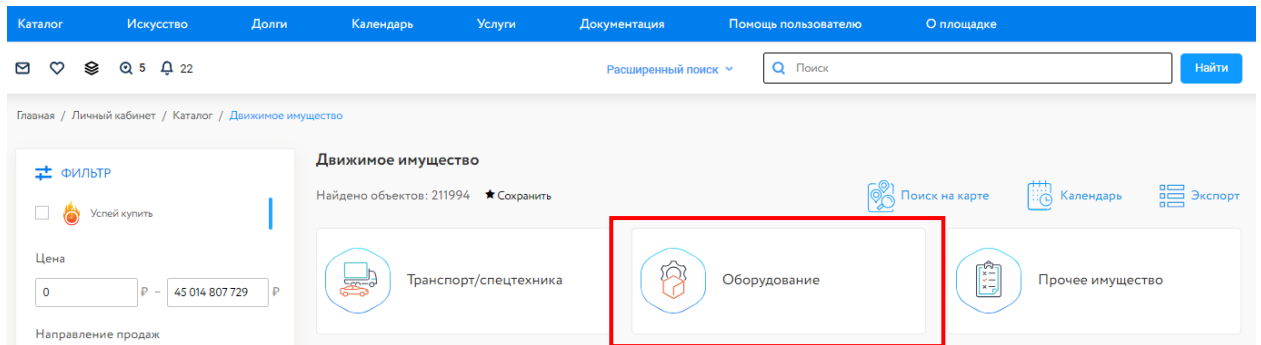 Каталог Искусство Долги Календарь Услуги Документация Помощь пользователю О площадке
5 22 Расширенный поиск Поиск Найти
Главная / Личный кабинет / Каталог / Движимое имущество
ФИЛЬТР
Успей купить
Цена
0 ₽ – 45 014 807 729 ₽
Направление продаж
Движимое имущество
Найдено объектов: 211994 ★ Сохранить
Поиск на карте Календарь Экспорт
Транспорт/спецтехника Оборудование Прочее имущество